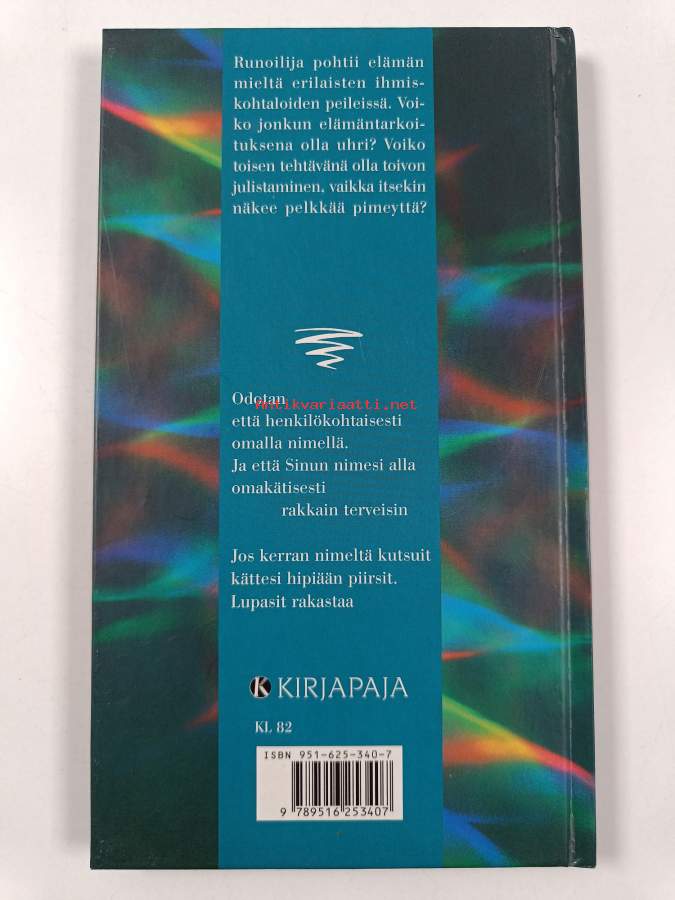 Runoilija pohtii elämän
mieltä erilaisten ihmis-
kohtaloiden peileissä. Voi-
ko jonkun elämäntarkoi-
tuksena olla uhri? Voiko
toisen tehtävänä olla toivon
julistaminen, vaikka itsekin
näkee pelkkää pimeyttä?
Odotan
Antikvariaatti.net
että henkilökohtaisesti
omalla nimellä.
Ja että Sinun nimesi alla
omakätisesti
rakkain terveisin
Jos kerran nimeltä kutsuit
kättesi hipiään piirsit.
Lupasit rakastaa
K KIRJAPAJA
KL 82
ISBN 951-625-340-7
9 789516 253407